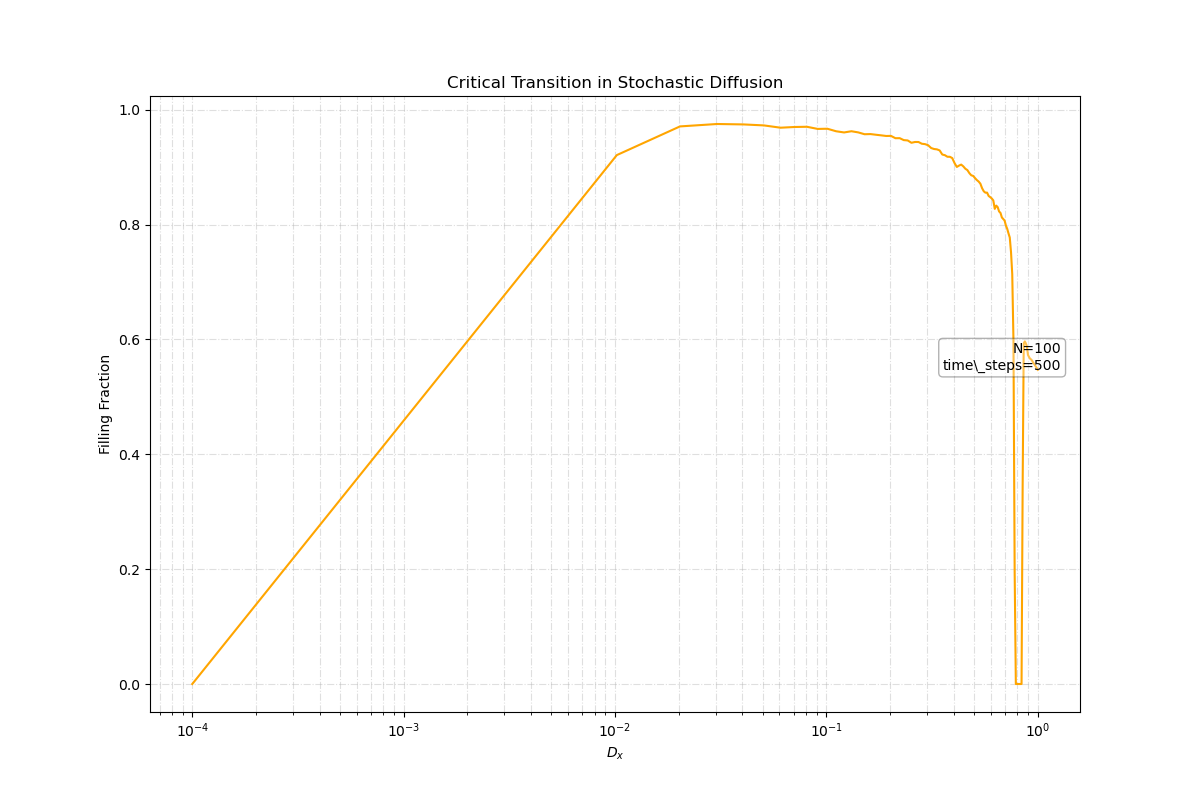 Critical Transition in Stochastic Diffusion
1.0
0.8
0.6
0.4
0.2
0.0
Filling Fraction
N=100
time\_steps=500
10⁻⁴
10⁻³
10⁻²
10⁻¹
10⁰
Dₓ